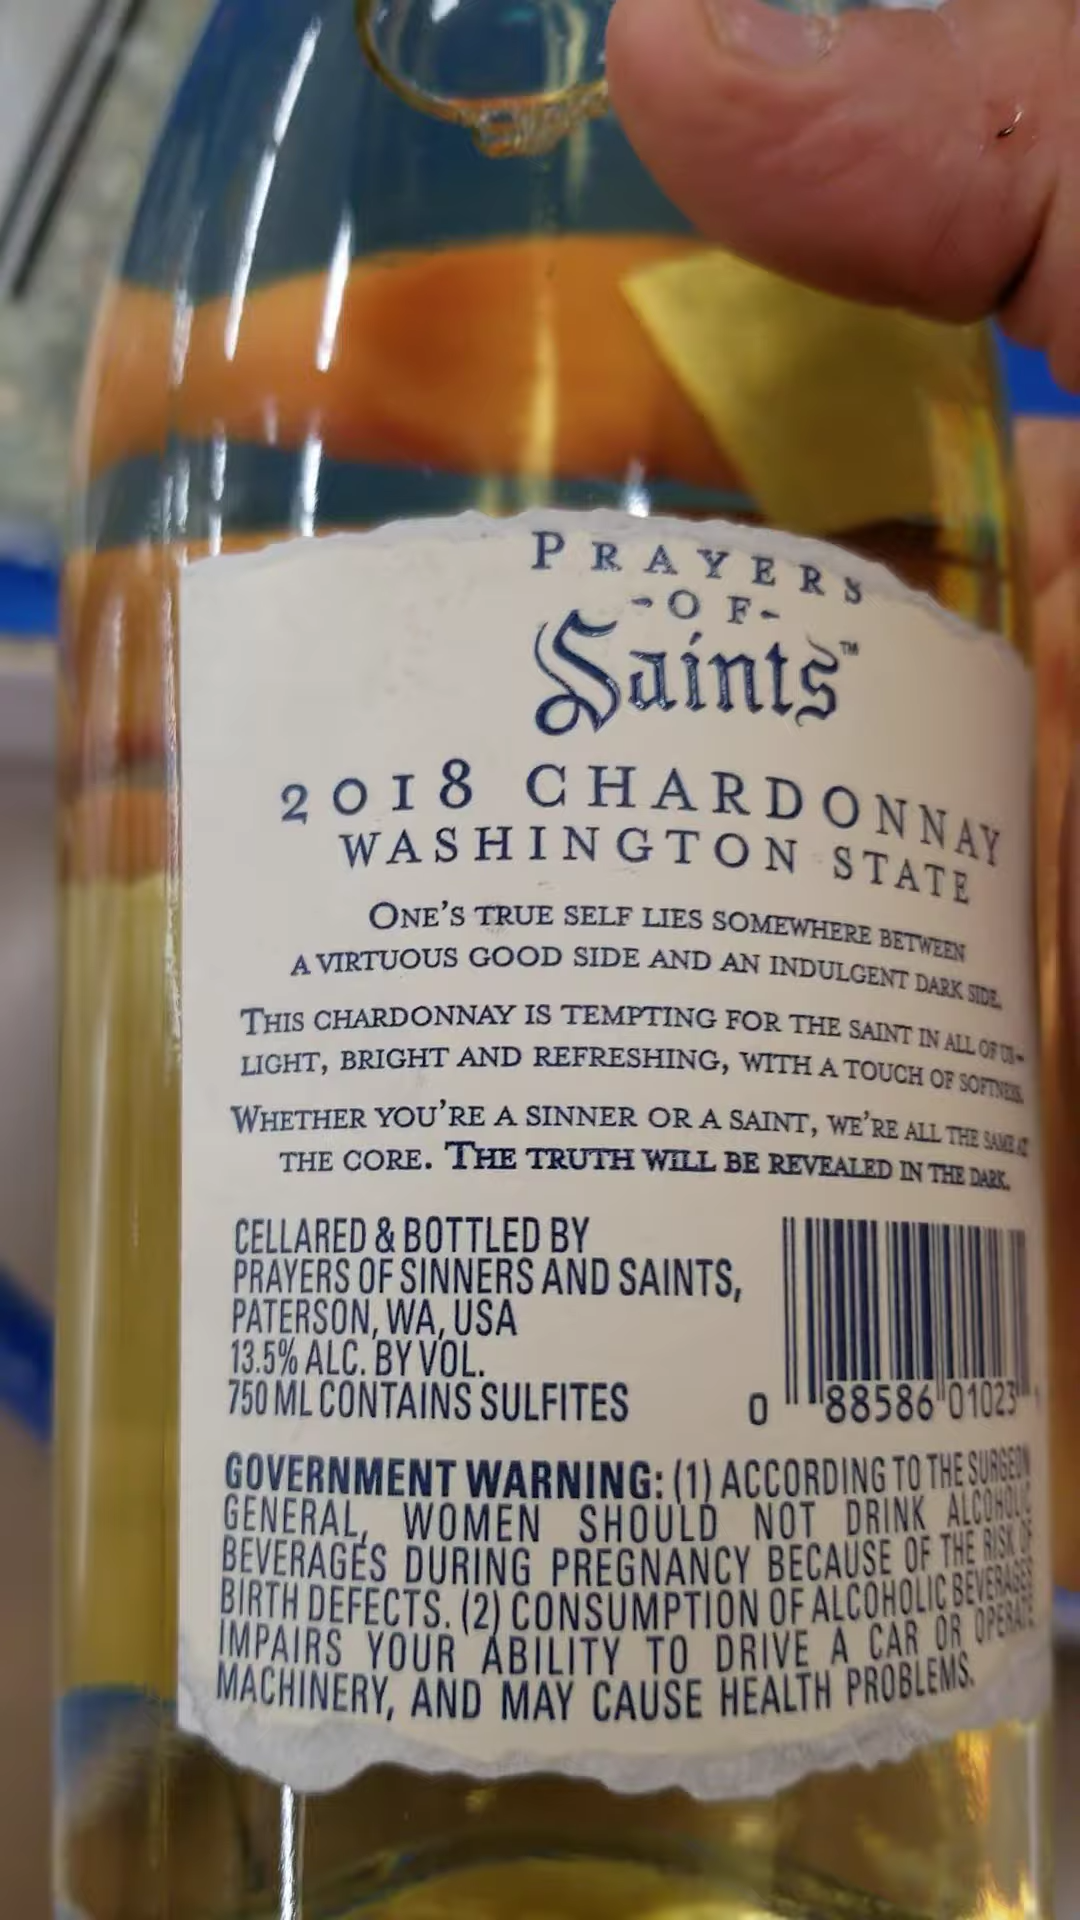 PRAYERS
-OF-
Saints™
2018 CHARDONNAY
WASHINGTON STATE
ONE'S TRUE SELF LIES SOMEWHERE BETWEEN
A VIRTUOUS GOOD SIDE AND AN INDULGENT DARK SIDE.
THIS CHARDONNAY IS TEMPTING FOR THE SAINT IN ALL OF US–
LIGHT, BRIGHT AND REFRESHING, WITH A TOUCH OF SOFTNESS.
WHETHER YOU'RE A SINNER OR A SAINT, WE'RE ALL THE SAME AT
THE CORE. THE TRUTH WILL BE REVEALED IN THE DARK.
CELLARED & BOTTLED BY
PRAYERS OF SINNERS AND SAINTS,
PATERSON, WA, USA
13.5% ALC. BY VOL.
750 ML CONTAINS SULFITES
0 88586 01023
GOVERNMENT WARNING: (1) ACCORDING TO THE SURGEON
GENERAL, WOMEN SHOULD NOT DRINK ALCOHOLIC
BEVERAGES DURING PREGNANCY BECAUSE OF THE RISK OF
BIRTH DEFECTS. (2) CONSUMPTION OF ALCOHOLIC BEVERAGES
IMPAIRS YOUR ABILITY TO DRIVE A CAR OR OPERATE
MACHINERY, AND MAY CAUSE HEALTH PROBLEMS.